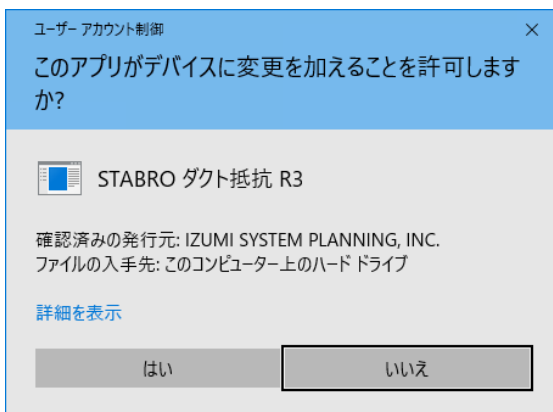 ユーザー アカウント制御
このアプリがデバイスに変更を加えることを許可します
か?
STABRO ダクト抵抗 R3
確認済みの発行元: IZUMI SYSTEM PLANNING, INC.
ファイルの入手先: このコンピューター上のハード ドライブ
詳細を表示
はい
いいえ